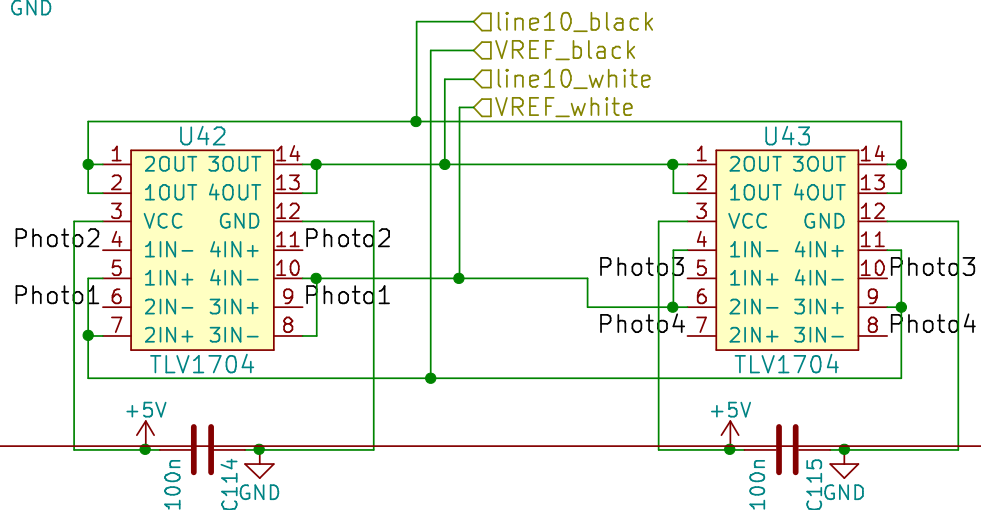 GND
line10_black
VREF_black
line10_white
VREF_white
U42
1 2OUT 3OUT 14
2 1OUT 4OUT 13
3 VCC GND 12
Photo2 4 1IN- 4IN+ 11 Photo2
5 1IN+ 4IN- 10
Photo1 6 2IN- 3IN+ 9 Photo1
7 2IN+ 3IN- 8
TLV1704
U43
1 2OUT 3OUT 14
2 1OUT 4OUT 13
3 VCC GND 12
4 1IN- 4IN+ 11
Photo3 5 1IN+ 4IN- 10 Photo3
6 2IN- 3IN+ 9
Photo4 7 2IN+ 3IN- 8 Photo4
TLV1704
+5V
100n
C114
GND
+5V
100n
C115
GND